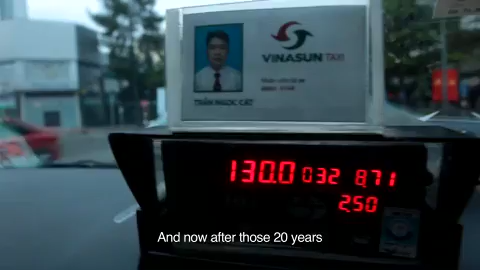 VINASUN TAXI
TRẦN NGỌC CÁT
130.0 032 8.71
2.50
And now after those 20 years